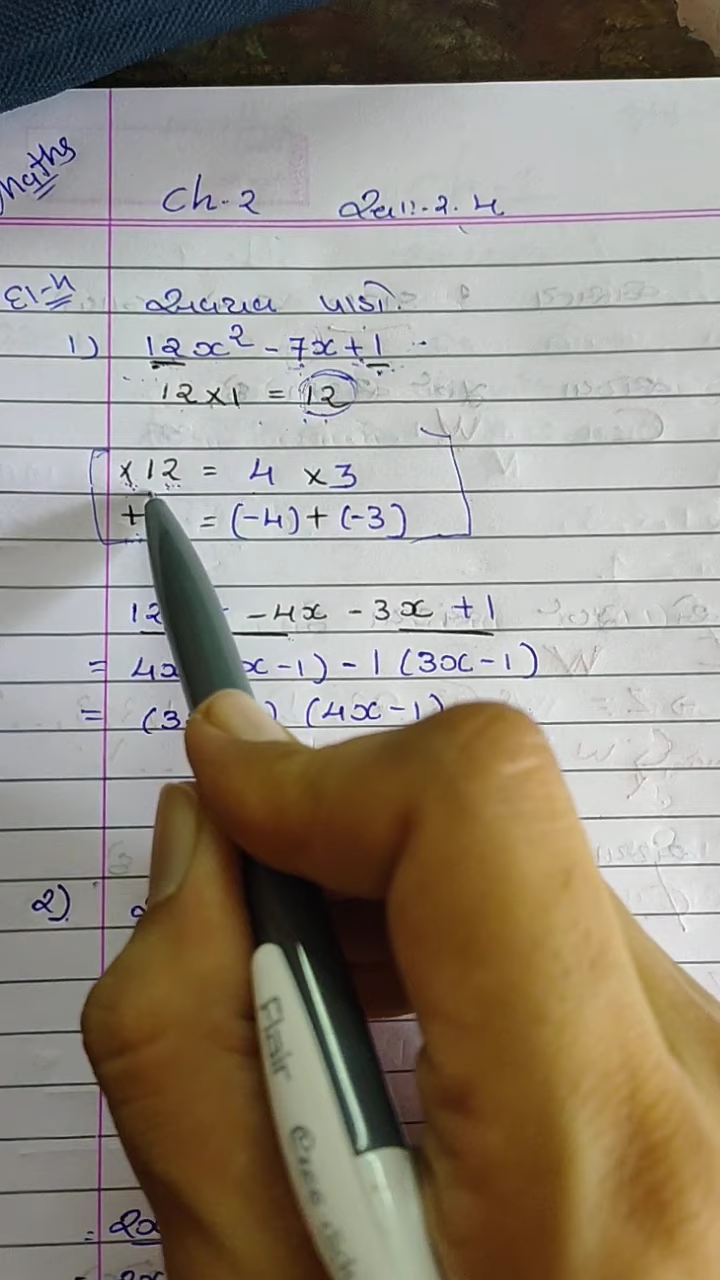 Maths
Ch-2 સ્વા:-2.4
પ્ર-4
અવયવ પાડો.
1) 12x² - 7x + 1
12 x 1 = 12
x 12 = 4 x 3
+ = (-4) + (-3)
12 - 4x - 3x + 1
= 4x x - 1) - 1 (3x - 1)
= (3 ) (4x - 1)
2)
= 2x
Flair